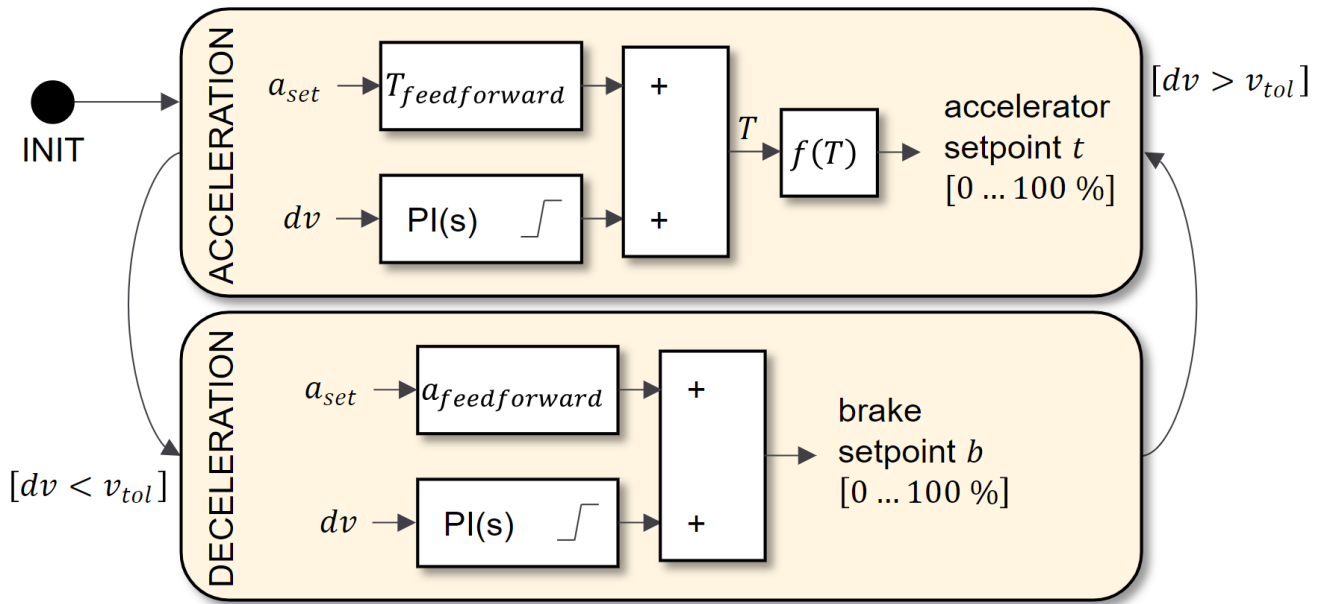 INIT
ACCELERATION
a_set
T_feedforward
+
dv
PI(s)
+
T
f(T)
accelerator
setpoint t
[0 … 100 %]
[dv > v_tol]
[dv < v_tol]
DECELERATION
a_set
a_feedforward
+
dv
PI(s)
+
brake
setpoint b
[0 … 100 %]